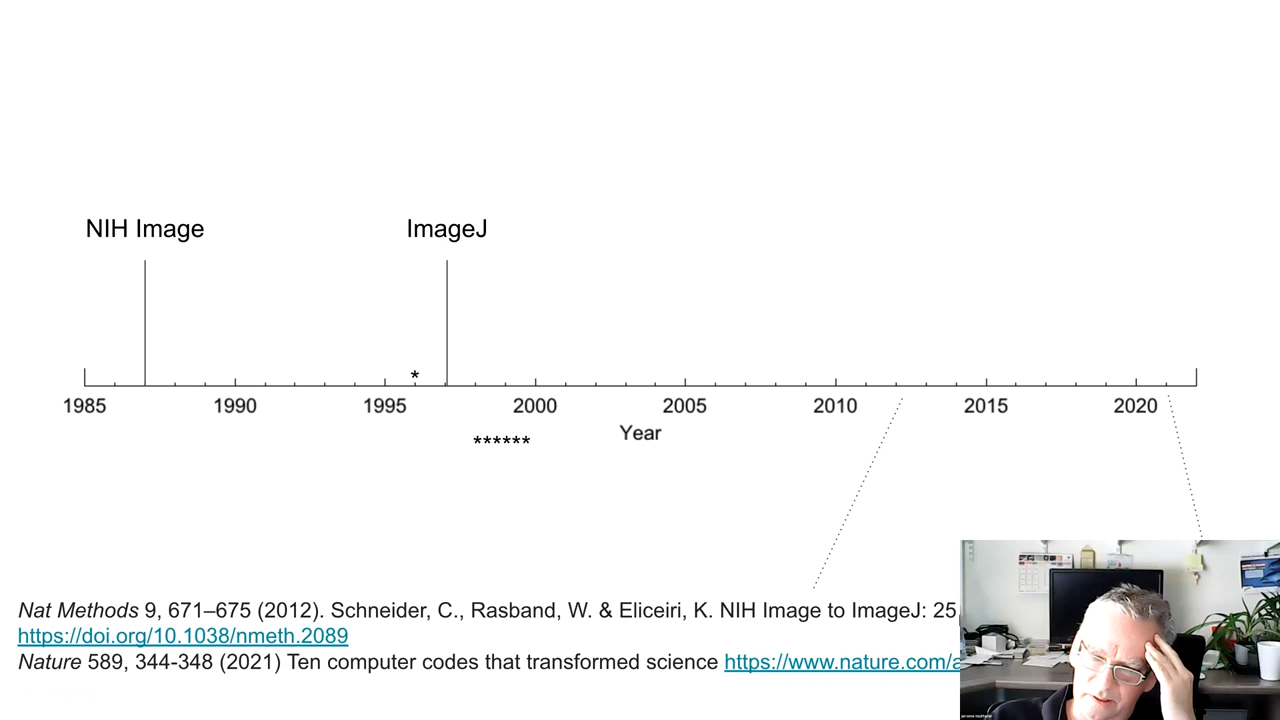 NIH Image ImageJ
*
1985 1990 1995 2000 2005 2010 2015 2020
Year
******
Nat Methods 9, 671–675 (2012). Schneider, C., Rasband, W. & Eliceiri, K. NIH Image to ImageJ: 25
https://doi.org/10.1038/nmeth.2089
Nature 589, 344-348 (2021) Ten computer codes that transformed science https://www.nature.com/a